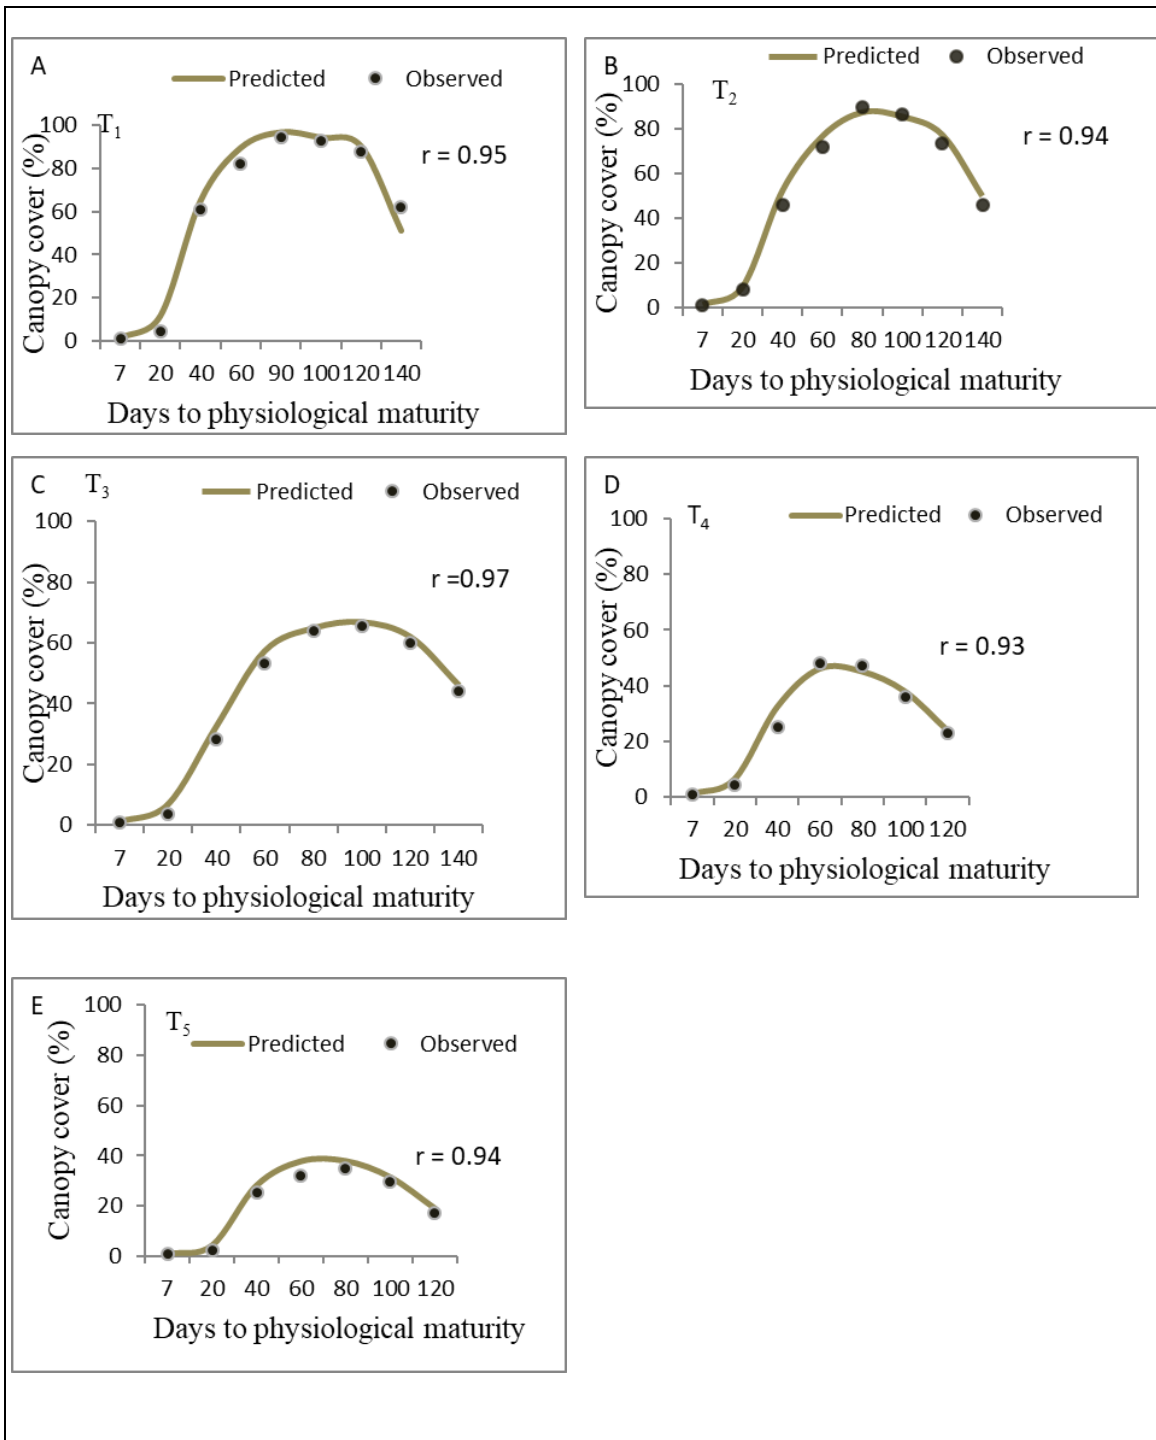 A
Predicted Observed
T1
r = 0.95
Canopy cover (%)
100
80
60
40
20
0
7 20 40 60 90 100 120 140
Days to physiological maturity
B
Predicted Observed
T2
r = 0.94
Canopy cover (%)
100
80
60
40
20
0
7 20 40 60 80 100 120 140
Days to physiological maturity
C
T3
Predicted Observed
r =0.97
Canopy cover (%)
100
80
60
40
20
0
7 20 40 60 80 100 120 140
Days to physiological maturity
D
T4
Predicted Observed
r = 0.93
Canopy cover (%)
100
80
60
40
20
0
7 20 40 60 80 100 120
Days to physiological maturity
E
T5
Predicted Observed
r = 0.94
Canopy cover (%)
100
80
60
40
20
0
7 20 40 60 80 100 120
Days to physiological maturity